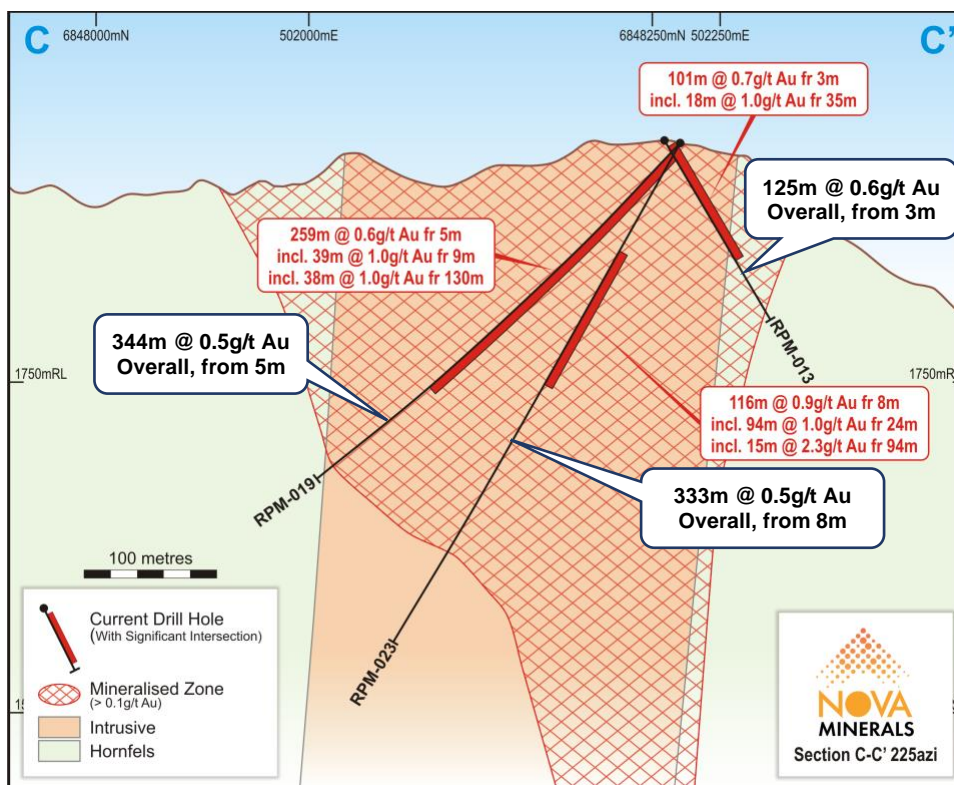 C
6848000mN
502000mE
6848250mN
502250mE
C'
101m @ 0.7g/t Au fr 3m
incl. 18m @ 1.0g/t Au fr 35m
125m @ 0.6g/t Au
Overall, from 3m
259m @ 0.6g/t Au fr 5m
incl. 39m @ 1.0g/t Au fr 9m
incl. 38m @ 1.0g/t Au fr 130m
344m @ 0.5g/t Au
Overall, from 5m
RPM-013
1750mRL
1750mR
116m @ 0.9g/t Au fr 8m
incl. 94m @ 1.0g/t Au fr 24m
incl. 15m @ 2.3g/t Au fr 94m
RPM-019
333m @ 0.5g/t Au
Overall, from 8m
100 metres
RPM-023
Current Drill Hole
(With Significant Intersection)
Mineralised Zone
(> 0.1g/t Au)
Intrusive
Hornfels
NOVA
MINERALS
Section C-C' 225azi